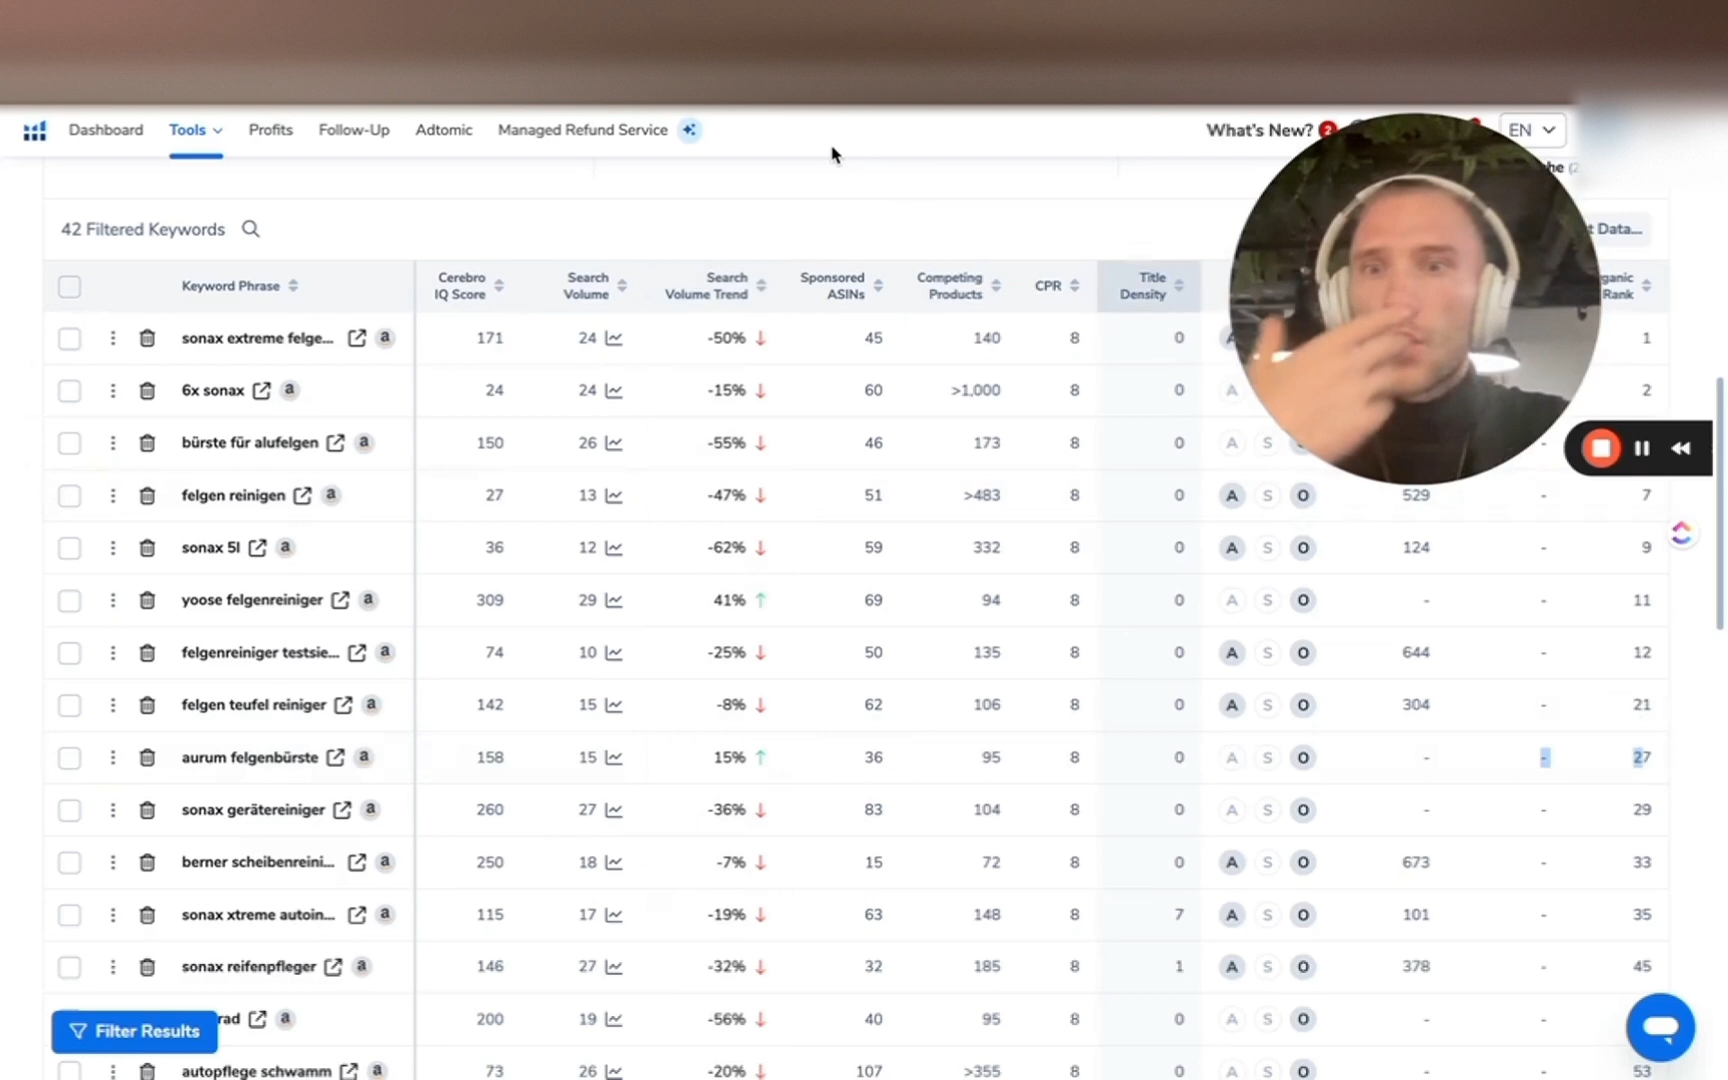 Dashboard Tools Profits Follow-Up Adtomic Managed Refund Service What's New? 2 EN
he (2
42 Filtered Keywords t Data...
Keyword Phrase Cerebro IQ Score Search Volume Search Volume Trend Sponsored ASINs Competing Products CPR Title Density ganic Rank
sonax extreme felge... a 171 24 -50% 45 140 8 0 A 1
6x sonax a 24 24 -15% 60 >1,000 8 0 A 2
bürste für alufelgen a 150 26 -55% 46 173 8 0 A S -
felgen reinigen a 27 13 -47% 51 >483 8 0 A S O 529 - 7
sonax 5l a 36 12 -62% 59 332 8 0 A S O 124 - 9
yoose felgenreiniger a 309 29 41% 69 94 8 0 A S O - - 11
felgenreiniger testsie... a 74 10 -25% 50 135 8 0 A S O 644 - 12
felgen teufel reiniger a 142 15 -8% 62 106 8 0 A S O 304 - 21
aurum felgenbürste a 158 15 15% 36 95 8 0 A S O - - 27
sonax gerätereiniger a 260 27 -36% 83 104 8 0 A S O - - 29
berner scheibenreini... a 250 18 -7% 15 72 8 0 A S O 673 - 33
sonax xtreme autoin... a 115 17 -19% 63 148 8 7 A S O 101 - 35
sonax reifenpfleger a 146 27 -32% 32 185 8 1 A S O 378 - 45
Filter Results rad a 200 19 -56% 40 95 8 0 A S O - -
autopflege schwamm a 73 26 -20% 107 >355 8 0 A S O - - 53